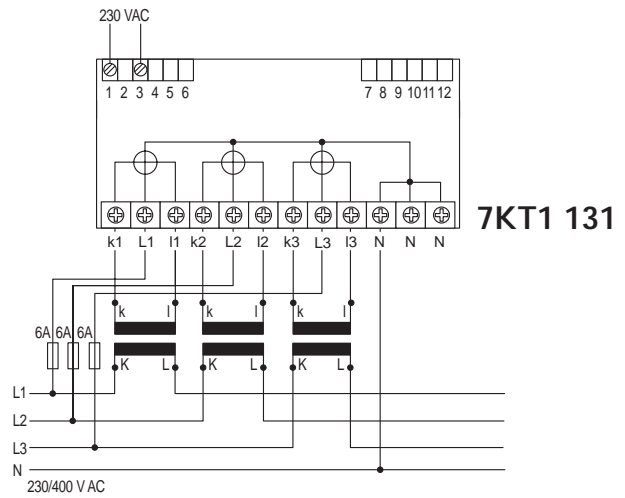 230 VAC
1 2 3 4 5 6
7 8 9 10 11 12
k1 L1 l1 k2 L2 l2 k3 L3 l3 N N N
7KT1 131
k l k l k l
6A 6A 6A
K L K L K L
L1
L2
L3
N
230/400 V AC